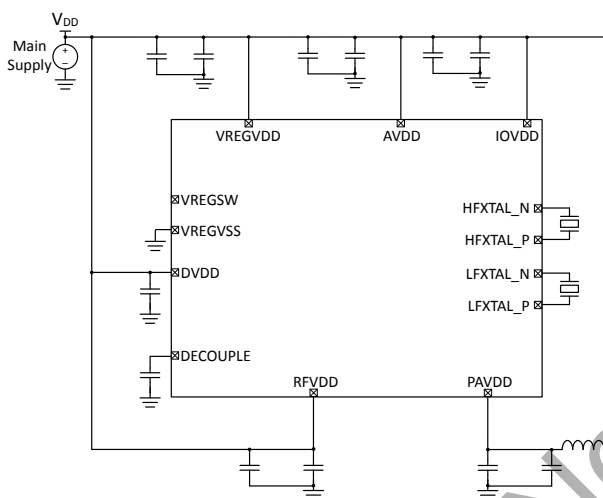 VDD
Main
Supply
+
−
VREGVDD
AVDD
IOVDD
VREGSW
VREGVSS
DVDD
DECOUPLE
HFXTAL_N
HFXTAL_P
LFXTAL_N
LFXTAL_P
RFVDD
PAVDD